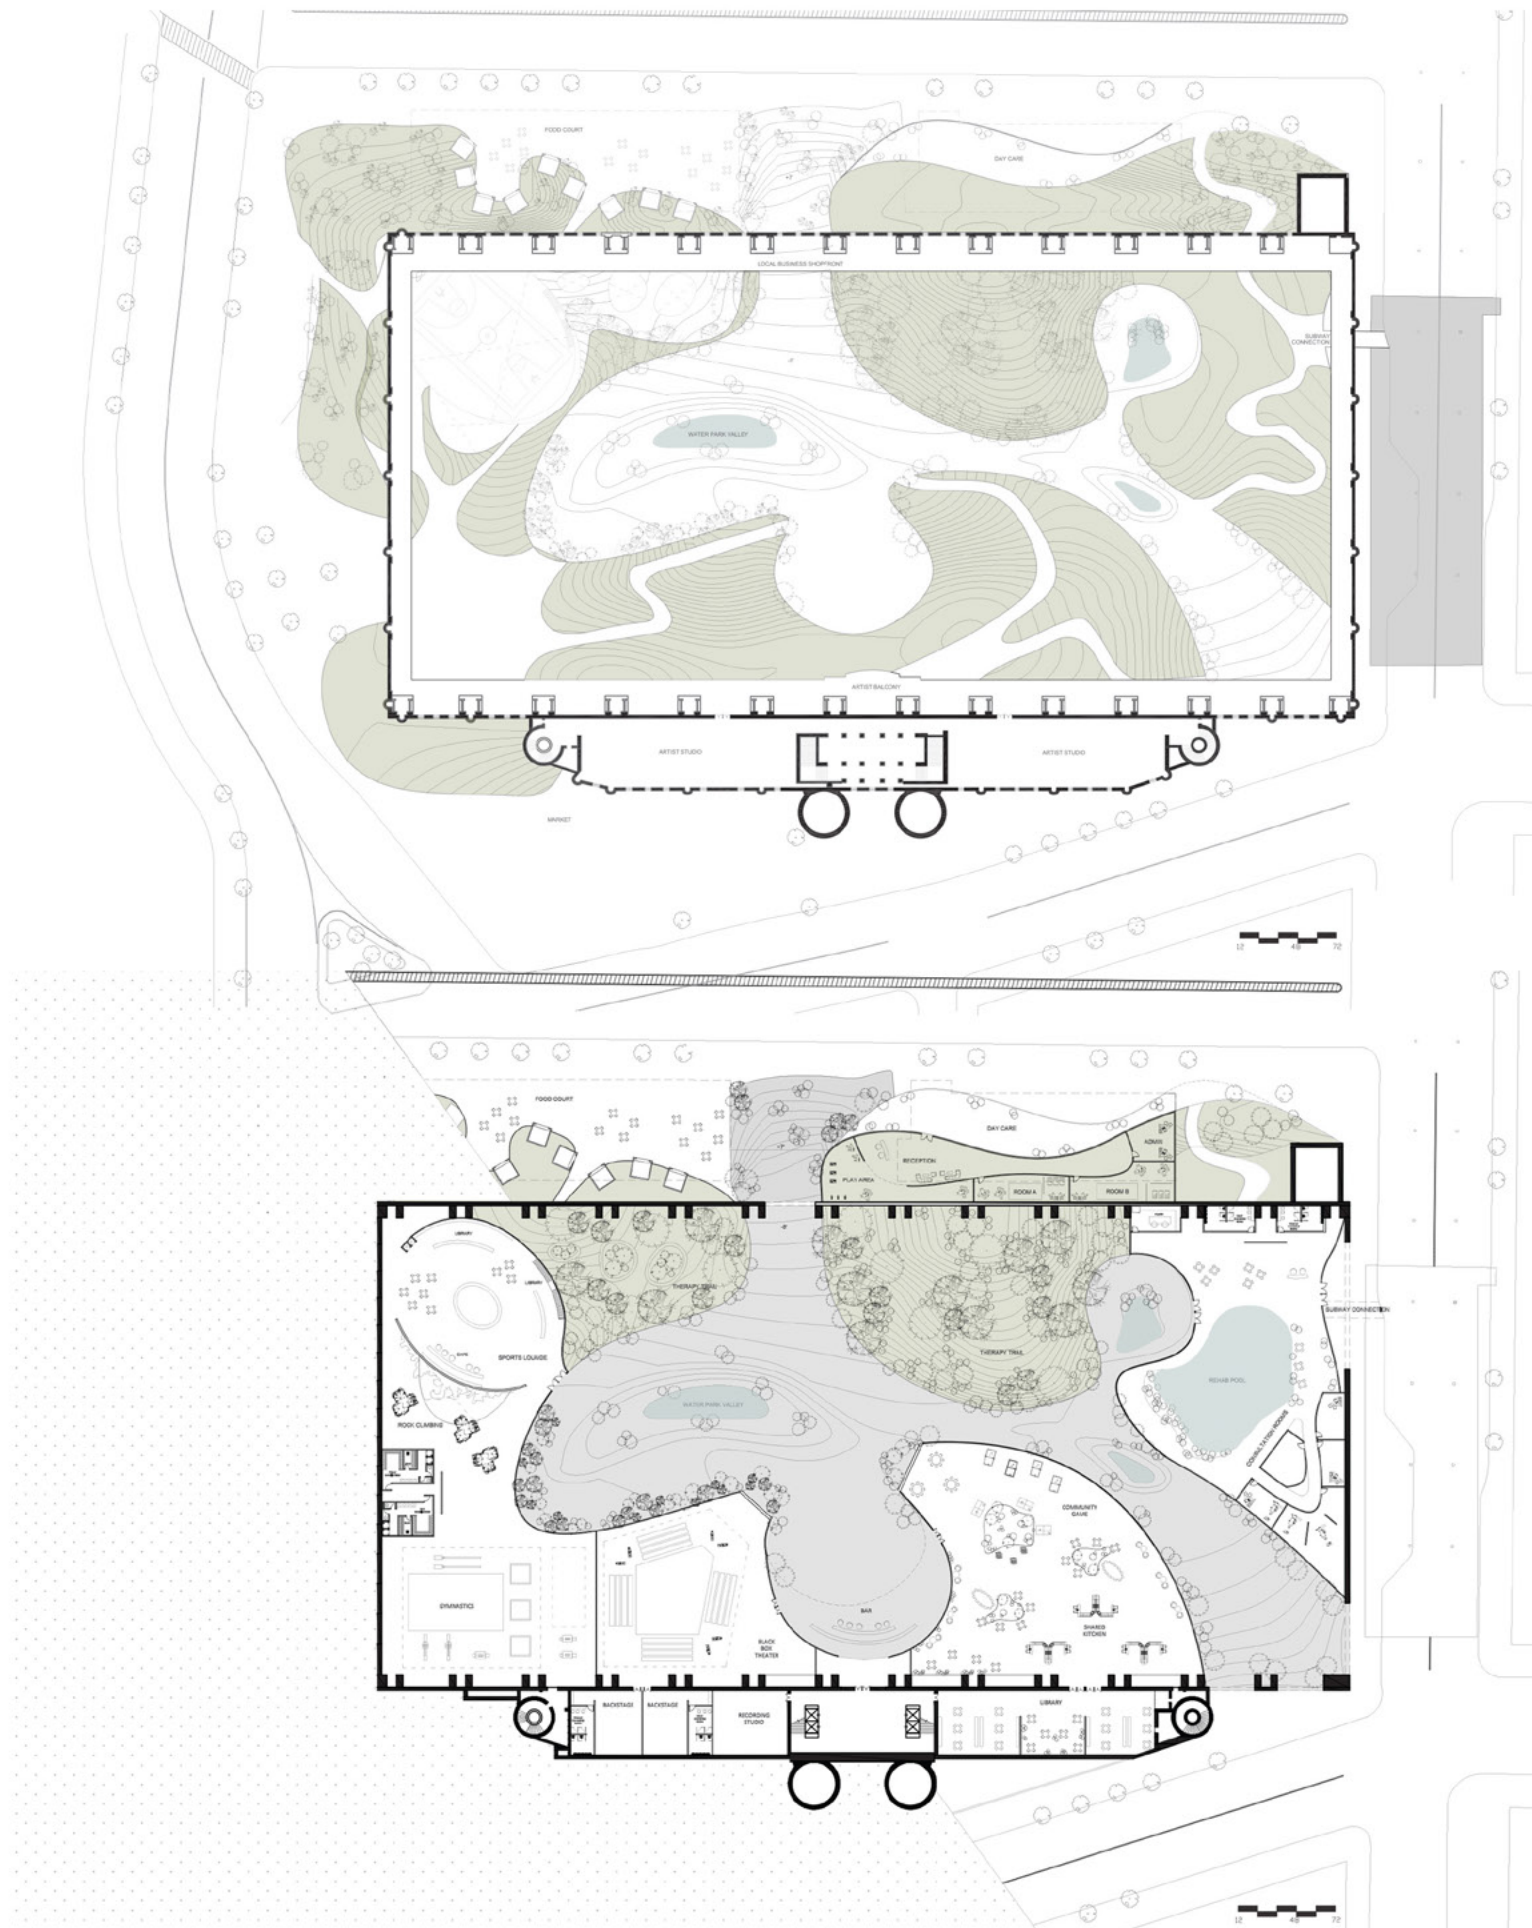 FOOD COURT
DAY CARE
LOCAL BUSINESS SHOPFRONT
SUBWAY
CONNECTION
WATER PARK VALLEY
ARTIST BALCONY
ARTIST STUDIO
ARTIST STUDIO
MARKET
12 48 72
FOOD COURT
DAY CARE
ADMIN
RECEPTION
PLAY AREA
ROOM A
ROOM B
LIBRARY
LIBRARY
THERAPY TRAIL
SUBWAY CONNECTION
THERAPY TRAIL
SPORTS LOUNGE
REHAB POOL
WATER PARK VALLEY
ROCK CLIMBING
CONSULTATION ROOMS
COMMUNITY
GAME
GYMNASTICS
BAR
SHARED
KITCHEN
BLACK
BOX
THEATER
BACKSTAGE
BACKSTAGE
RECORDING
STUDIO
LIBRARY
12 48 72